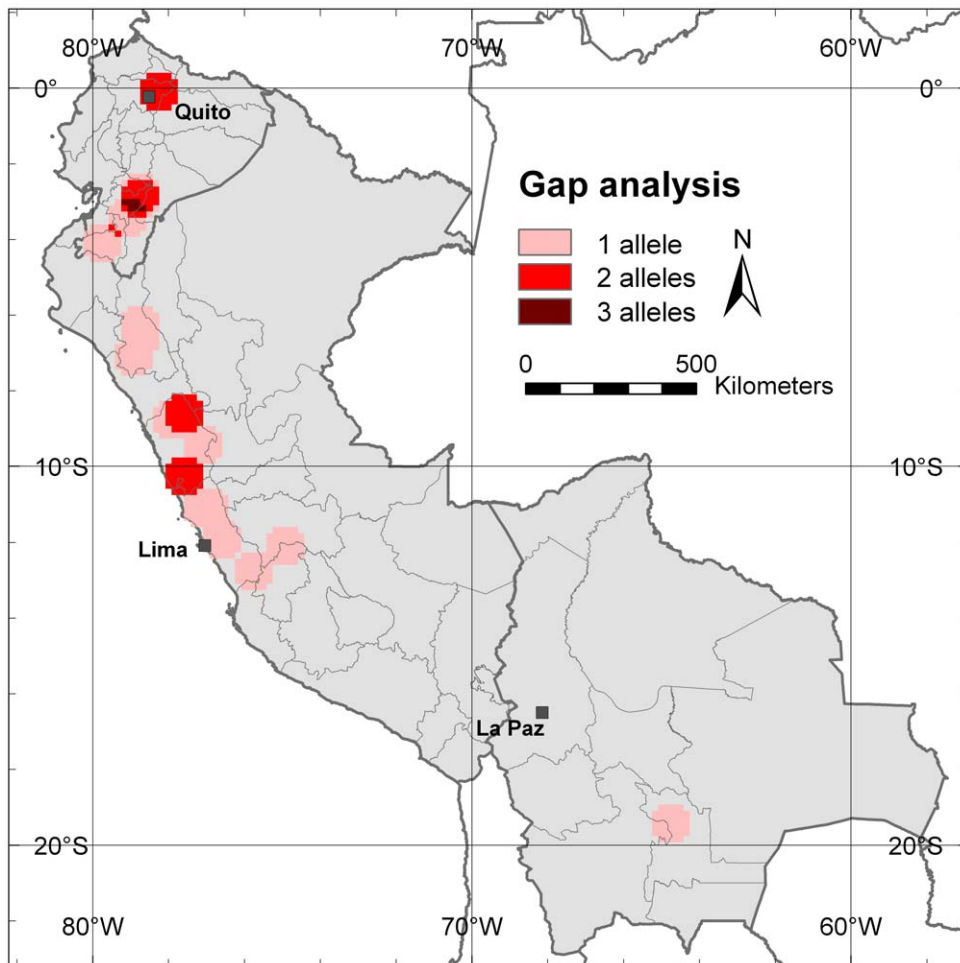 80°W 70°W 60°W
0° 0°
Quito
Gap analysis
1 allele
2 alleles
3 alleles
N
0 500
Kilometers
10°S 10°S
Lima
La Paz
20°S 20°S
80°W 70°W 60°W